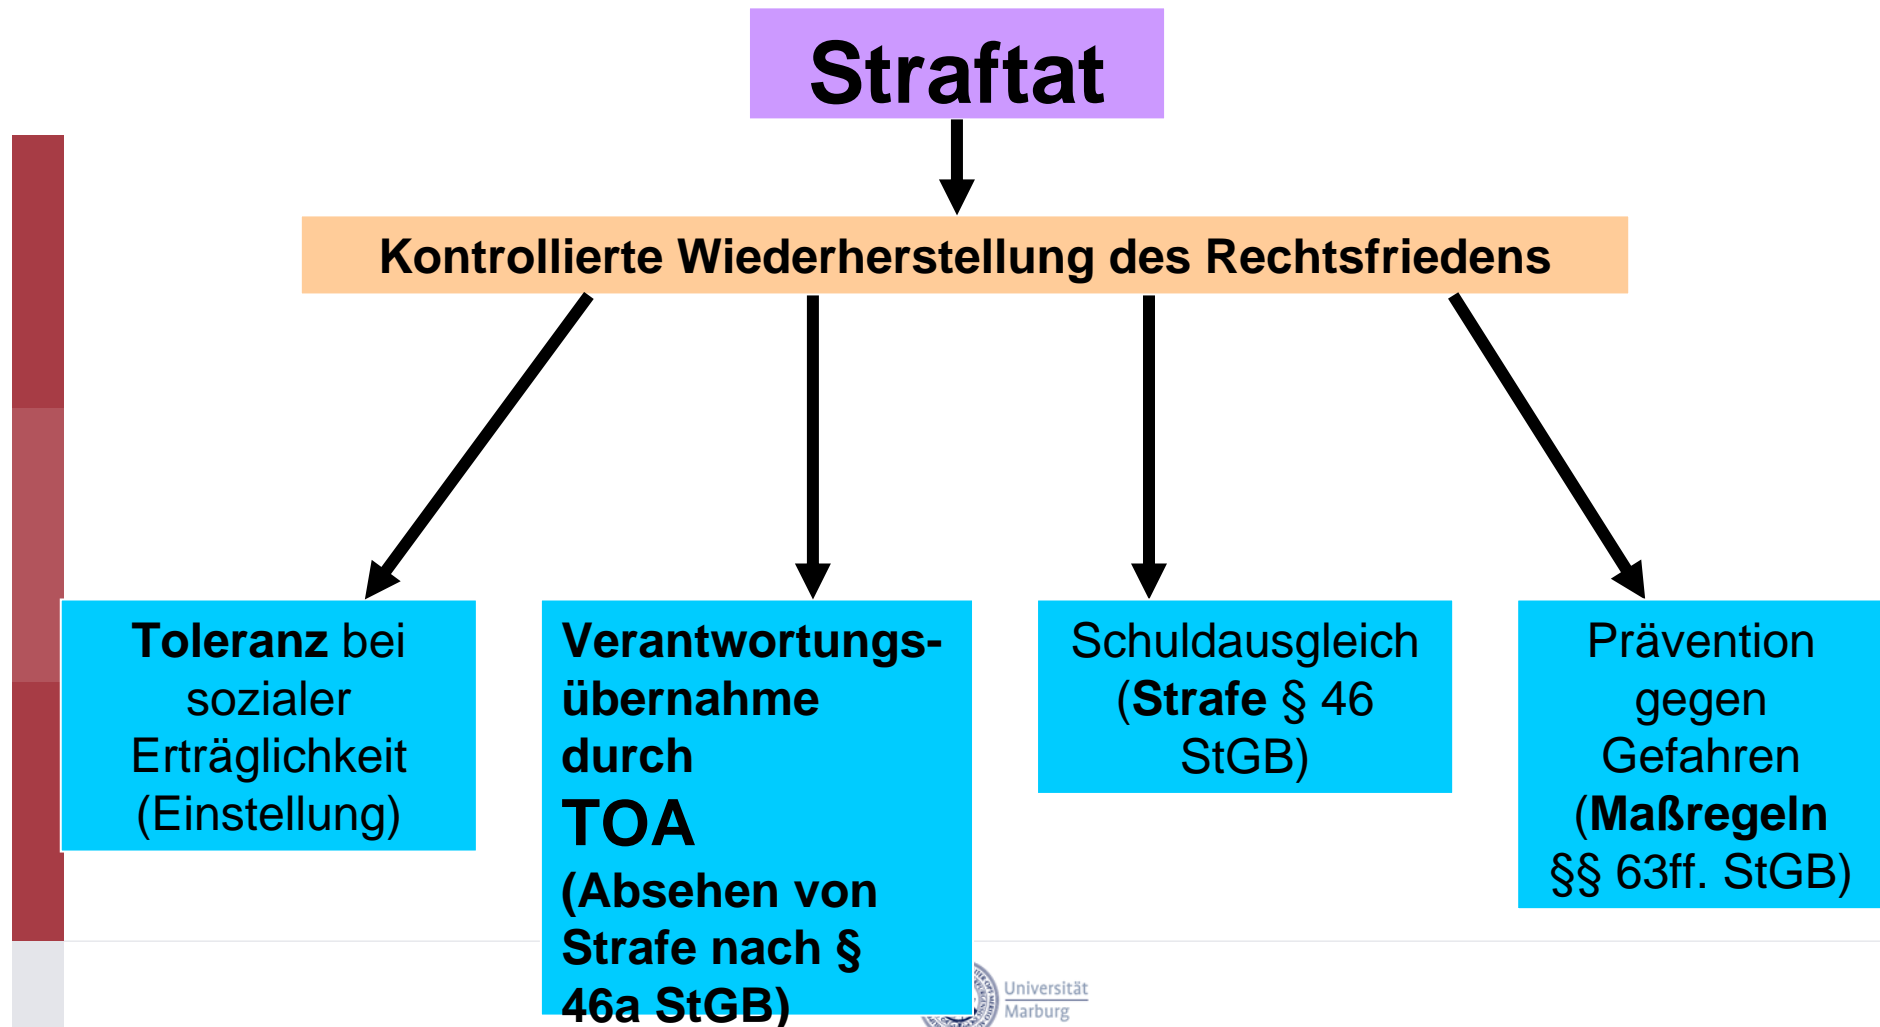 Straftat
Kontrollierte Wiederherstellung des Rechtsfriedens
Toleranz bei
sozialer
Erträglichkeit
(Einstellung)
Verantwortungs-
übernahme
durch
TOA
(Absehen von
Strafe nach §
46a StGB)
Schuldausgleich
(Strafe § 46
StGB)
Prävention
gegen
Gefahren
(Maßregeln
§§ 63ff. StGB)
Universität
Marburg